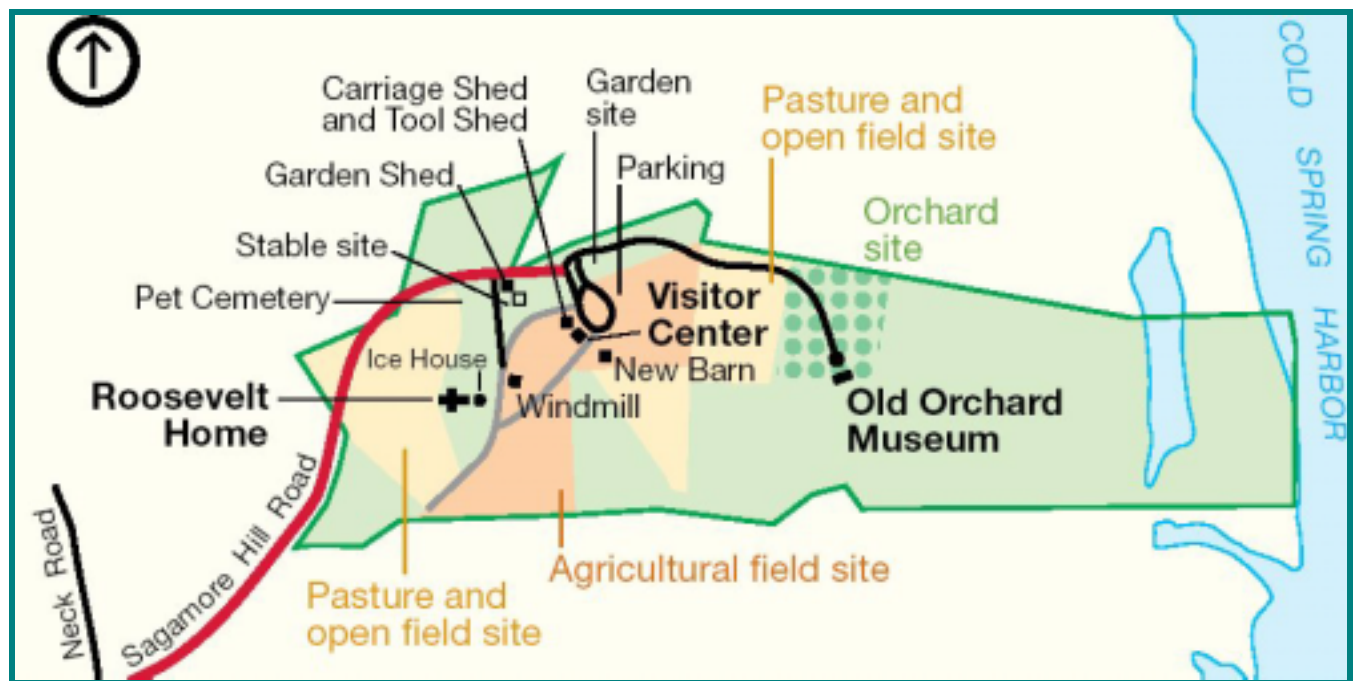 Carriage Shed
and Tool Shed
Garden
site
Pasture and
open field site
COLD SPRING HARBOR
Garden Shed
Parking
Orchard
site
Stable site
Pet Cemetery
Visitor
Center
Ice House
New Barn
Roosevelt
Home
Windmill
Old Orchard
Museum
Neck Road
Sagamore Hill Road
Agricultural field site
Pasture and
open field site